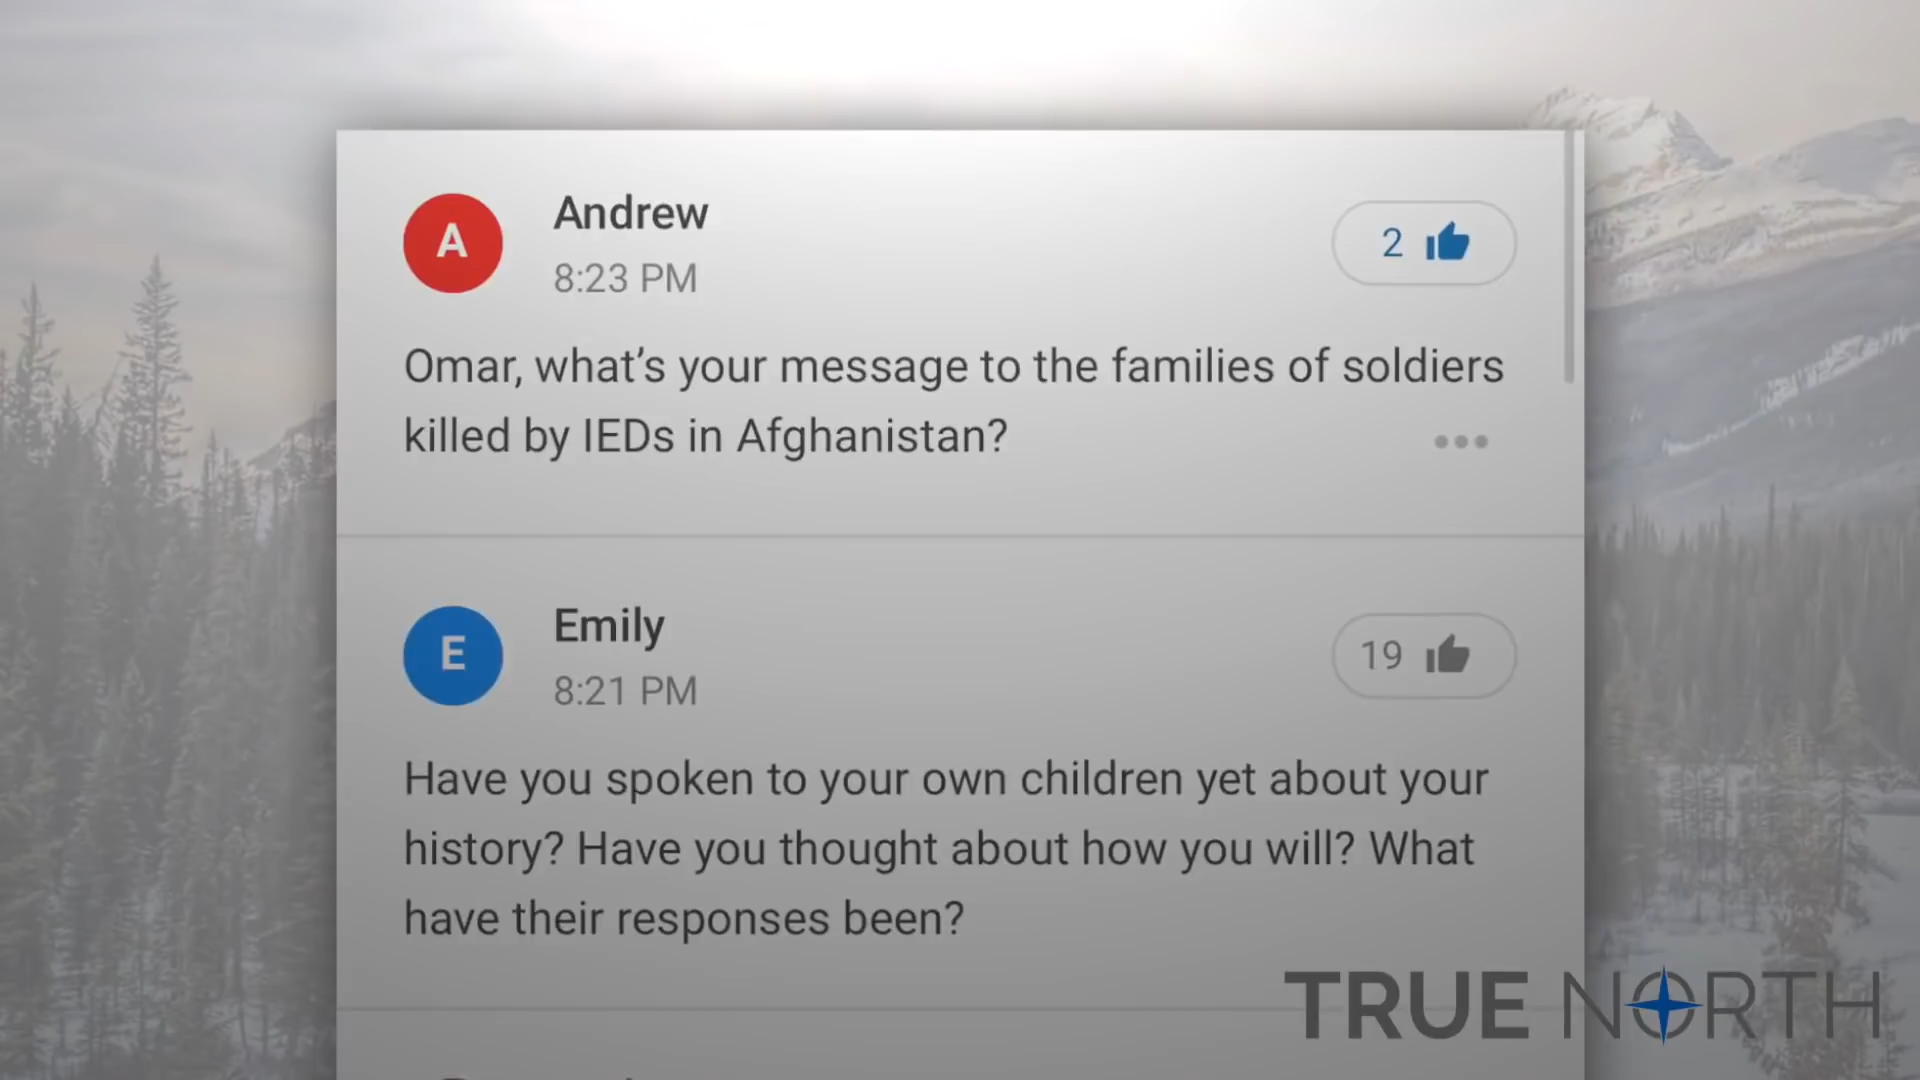 A
Andrew
8:23 PM
2
Omar, what's your message to the families of soldiers
killed by IEDs in Afghanistan?
E
Emily
8:21 PM
19
Have you spoken to your own children yet about your
history? Have you thought about how you will? What
have their responses been?
TRUE NORTH